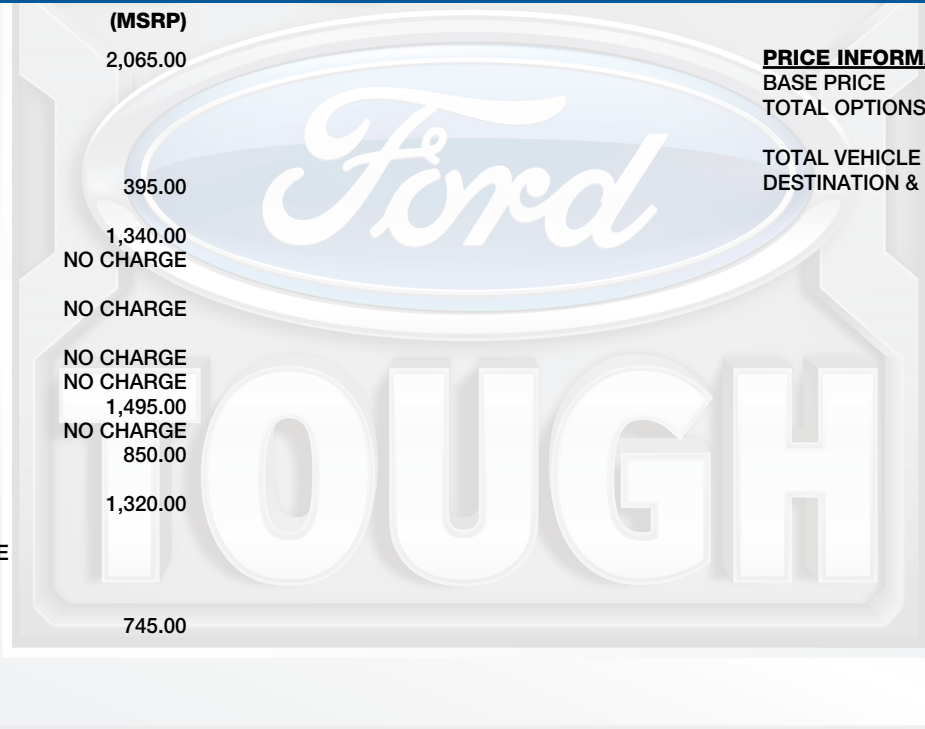 (MSRP)
2,065.00
395.00
1,340.00
NO CHARGE
NO CHARGE
NO CHARGE
NO CHARGE
1,495.00
NO CHARGE
850.00
1,320.00
E
745.00
PRICE INFORMA
BASE PRICE
TOTAL OPTIONS
TOTAL VEHICLE
DESTINATION &
Ford
TOUGH